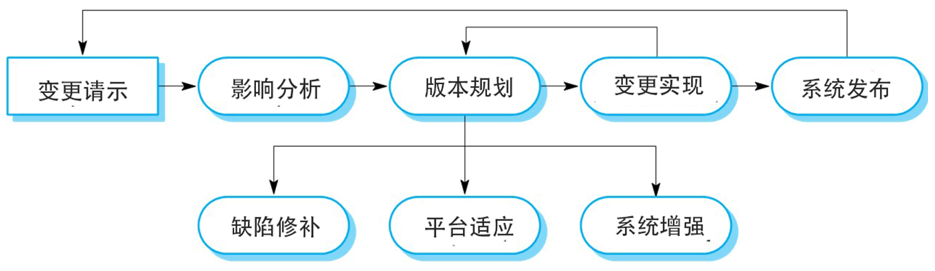 变更请示
影响分析
版本规划
变更实现
系统发布
缺陷修补
平台适应
系统增强